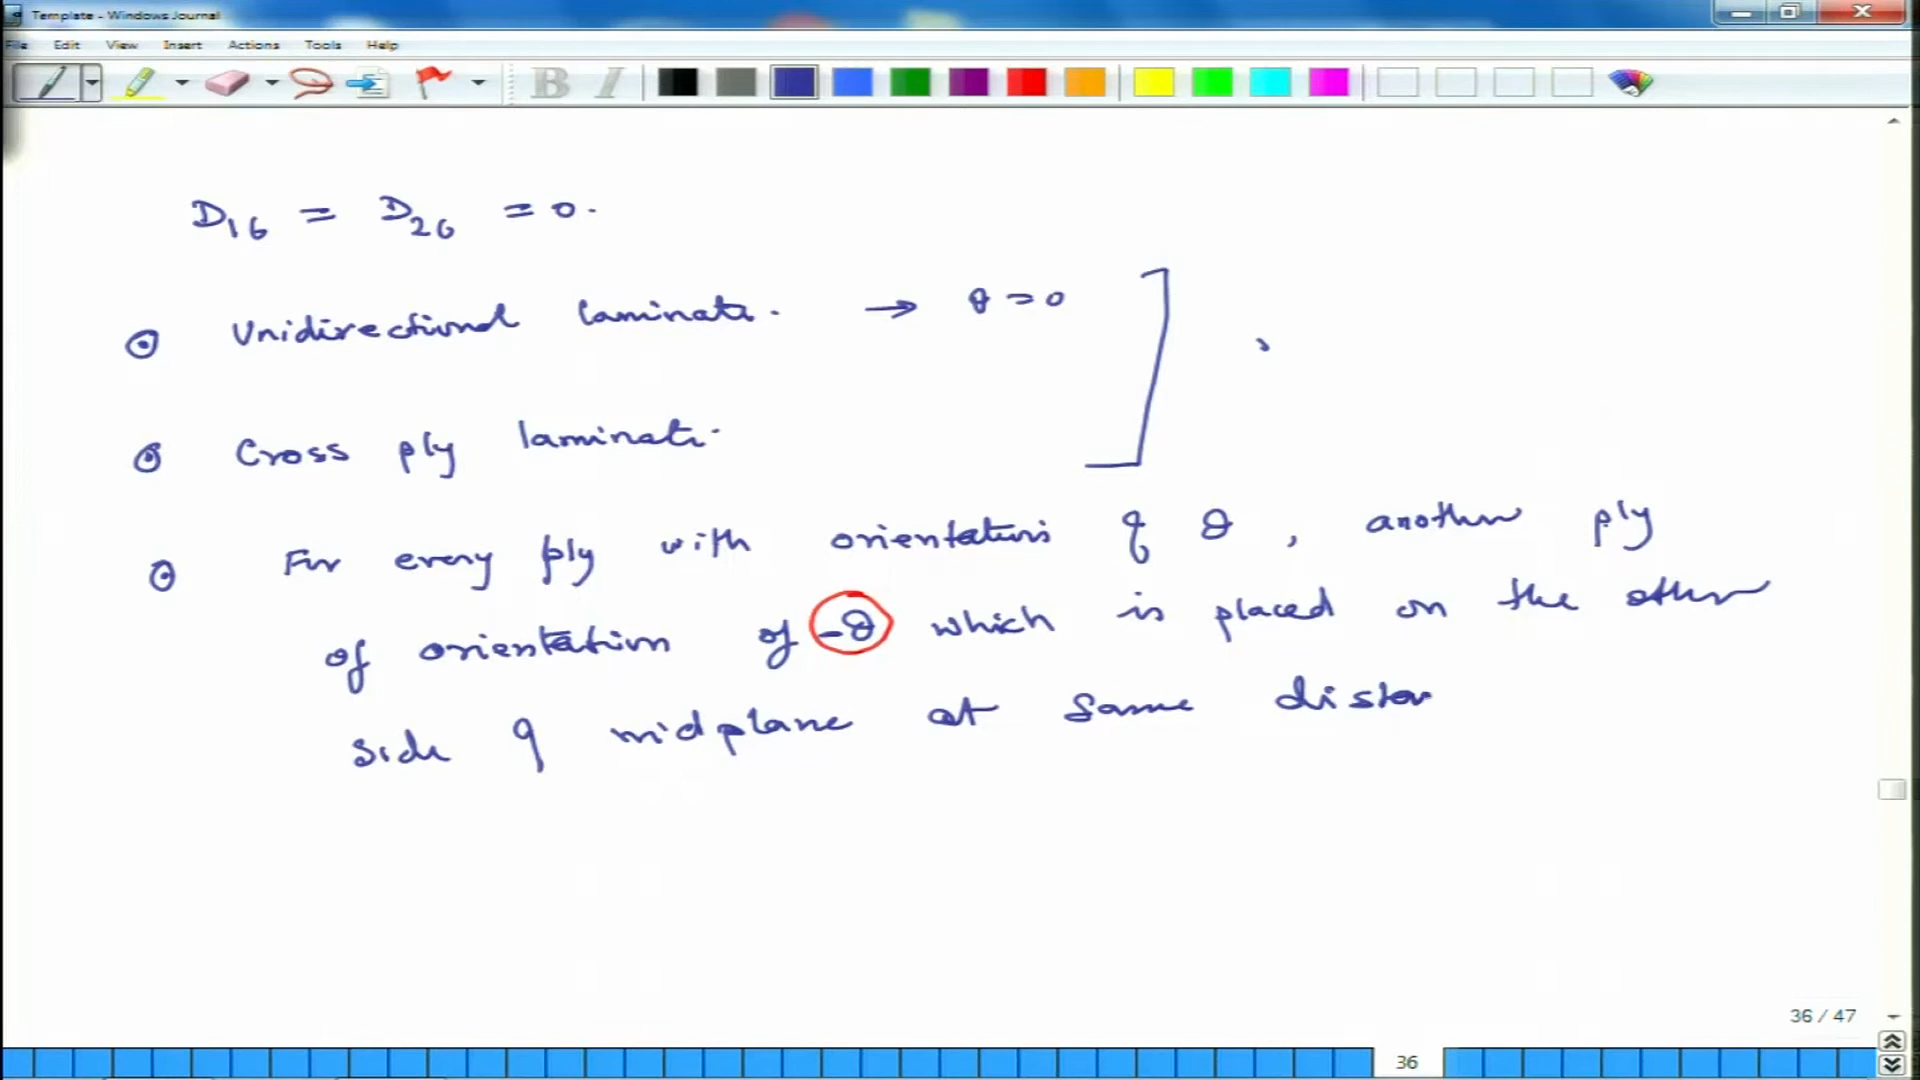 Template - Windows Journal
File Edit View Insert Actions Tools Help
B I
D16 = D26 = 0.
⊙ Unidirectional laminate. → θ = 0
⊙ Cross ply laminate.
⊙ For every ply with orientations of θ, another ply
of orientation of -θ which is placed on the other
side of midplane at same distan
36 / 47
36